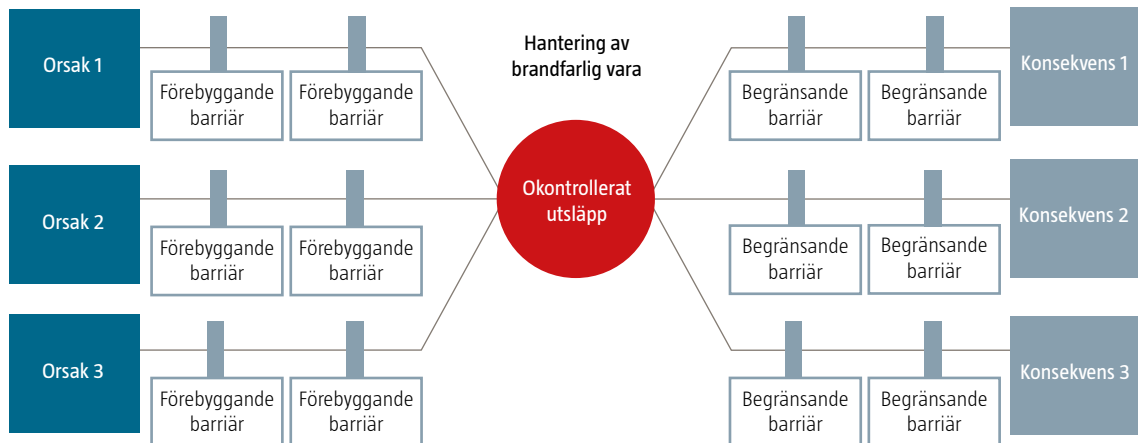 Orsak 1
Förebyggande
barriär
Förebyggande
barriär
Hantering av
brandfarlig vara
Begränsande
barriär
Begränsande
barriär
Konsekvens 1
Orsak 2
Förebyggande
barriär
Förebyggande
barriär
Okontrollerat
utsläpp
Begränsande
barriär
Begränsande
barriär
Konsekvens 2
Orsak 3
Förebyggande
barriär
Förebyggande
barriär
Begränsande
barriär
Begränsande
barriär
Konsekvens 3